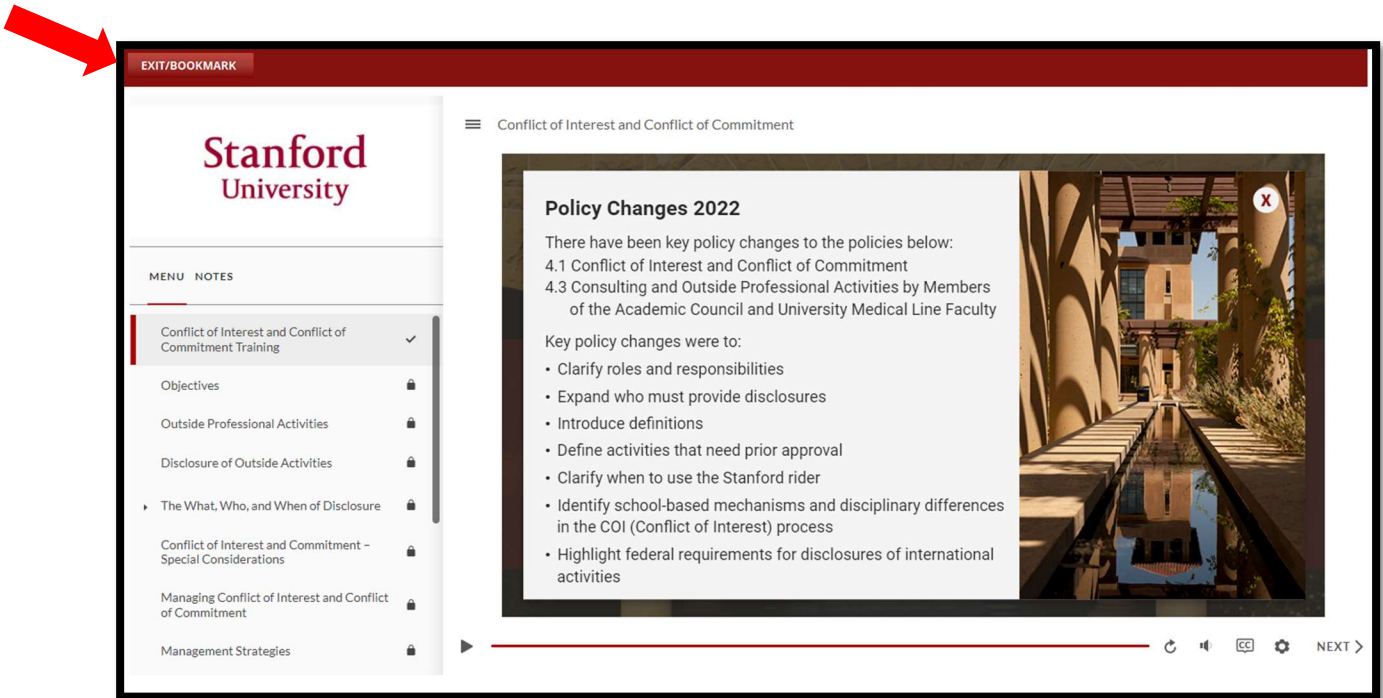 EXIT/BOOKMARK
Stanford
University
MENU NOTES
Conflict of Interest and Conflict of
Commitment Training
Objectives
Outside Professional Activities
Disclosure of Outside Activities
The What, Who, and When of Disclosure
Conflict of Interest and Commitment –
Special Considerations
Managing Conflict of Interest and Conflict
of Commitment
Management Strategies
Conflict of Interest and Conflict of Commitment
X
Policy Changes 2022
There have been key policy changes to the policies below:
4.1 Conflict of Interest and Conflict of Commitment
4.3 Consulting and Outside Professional Activities by Members
of the Academic Council and University Medical Line Faculty
Key policy changes were to:
• Clarify roles and responsibilities
• Expand who must provide disclosures
• Introduce definitions
• Define activities that need prior approval
• Clarify when to use the Stanford rider
• Identify school-based mechanisms and disciplinary differences
in the COI (Conflict of Interest) process
• Highlight federal requirements for disclosures of international
activities
CC
NEXT